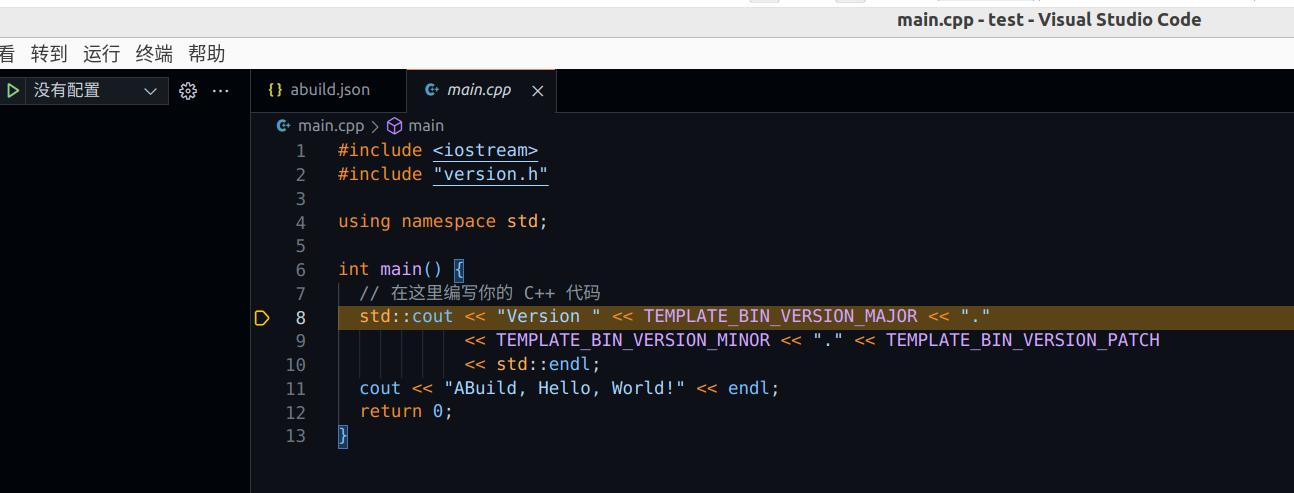 main.cpp - test - Visual Studio Code
看 转到 运行 终端 帮助
没有配置 ··· {} abuild.json main.cpp
main.cpp > main
1 #include <iostream>
2 #include "version.h"
3
4 using namespace std;
5
6 int main() {
7 // 在这里编写你的 C++ 代码
8 std::cout << "Version " << TEMPLATE_BIN_VERSION_MAJOR << "."
9 << TEMPLATE_BIN_VERSION_MINOR << "." << TEMPLATE_BIN_VERSION_PATCH
10 << std::endl;
11 cout << "ABuild, Hello, World!" << endl;
12 return 0;
13 }